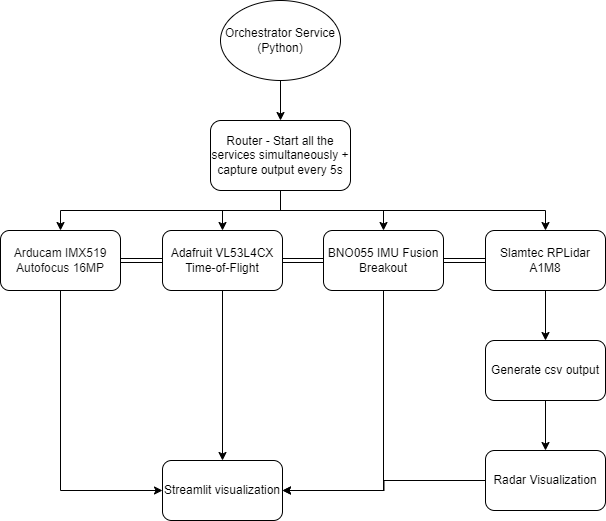 Orchestrator Service
(Python)
Router - Start all the
services simultaneously +
capture output every 5s
Arducam IMX519
Autofocus 16MP
Adafruit VL53L4CX
Time-of-Flight
BNO055 IMU Fusion
Breakout
Slamtec RPLidar
A1M8
Generate csv output
Streamlit visualization
Radar Visualization